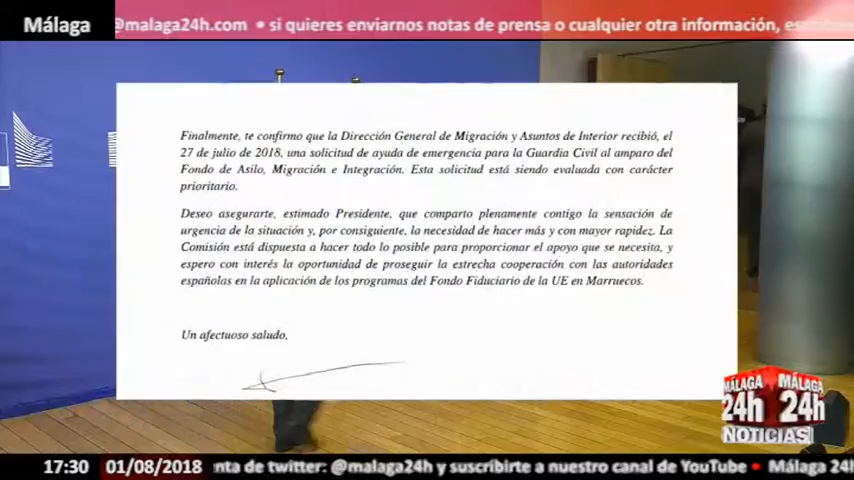 Málaga
@malaga24h.com • si quieres enviarnos notas de prensa o cualquier otra información,
Finalmente, te confirmo que la Dirección General de Migración y Asuntos de Interior recibió, el
27 de julio de 2018, una solicitud de ayuda de emergencia para la Guardia Civil al amparo del
Fondo de Asilo, Migración e Integración. Esta solicitud está siendo evaluada con carácter
prioritario.
Deseo asegurarte, estimado Presidente, que comparto plenamente contigo la sensación de
urgencia de la situación y, por consiguiente, la necesidad de hacer más y con mayor rapidez. La
Comisión está dispuesta a hacer todo lo posible para proporcionar el apoyo que se necesita, y
espero con interés la oportunidad de proseguir la estrecha cooperación con las autoridades
españolas en la aplicación de los programas del Fondo Fiduciario de la UE en Marruecos.
Un afectuoso saludo,
MÁLAGA MÁLAGA
24h 24h
NOTICIAS
17:30 01/08/2018 nta de twitter: @malaga24h y suscribirte a nuestro canal de YouTube • Málaga 24h